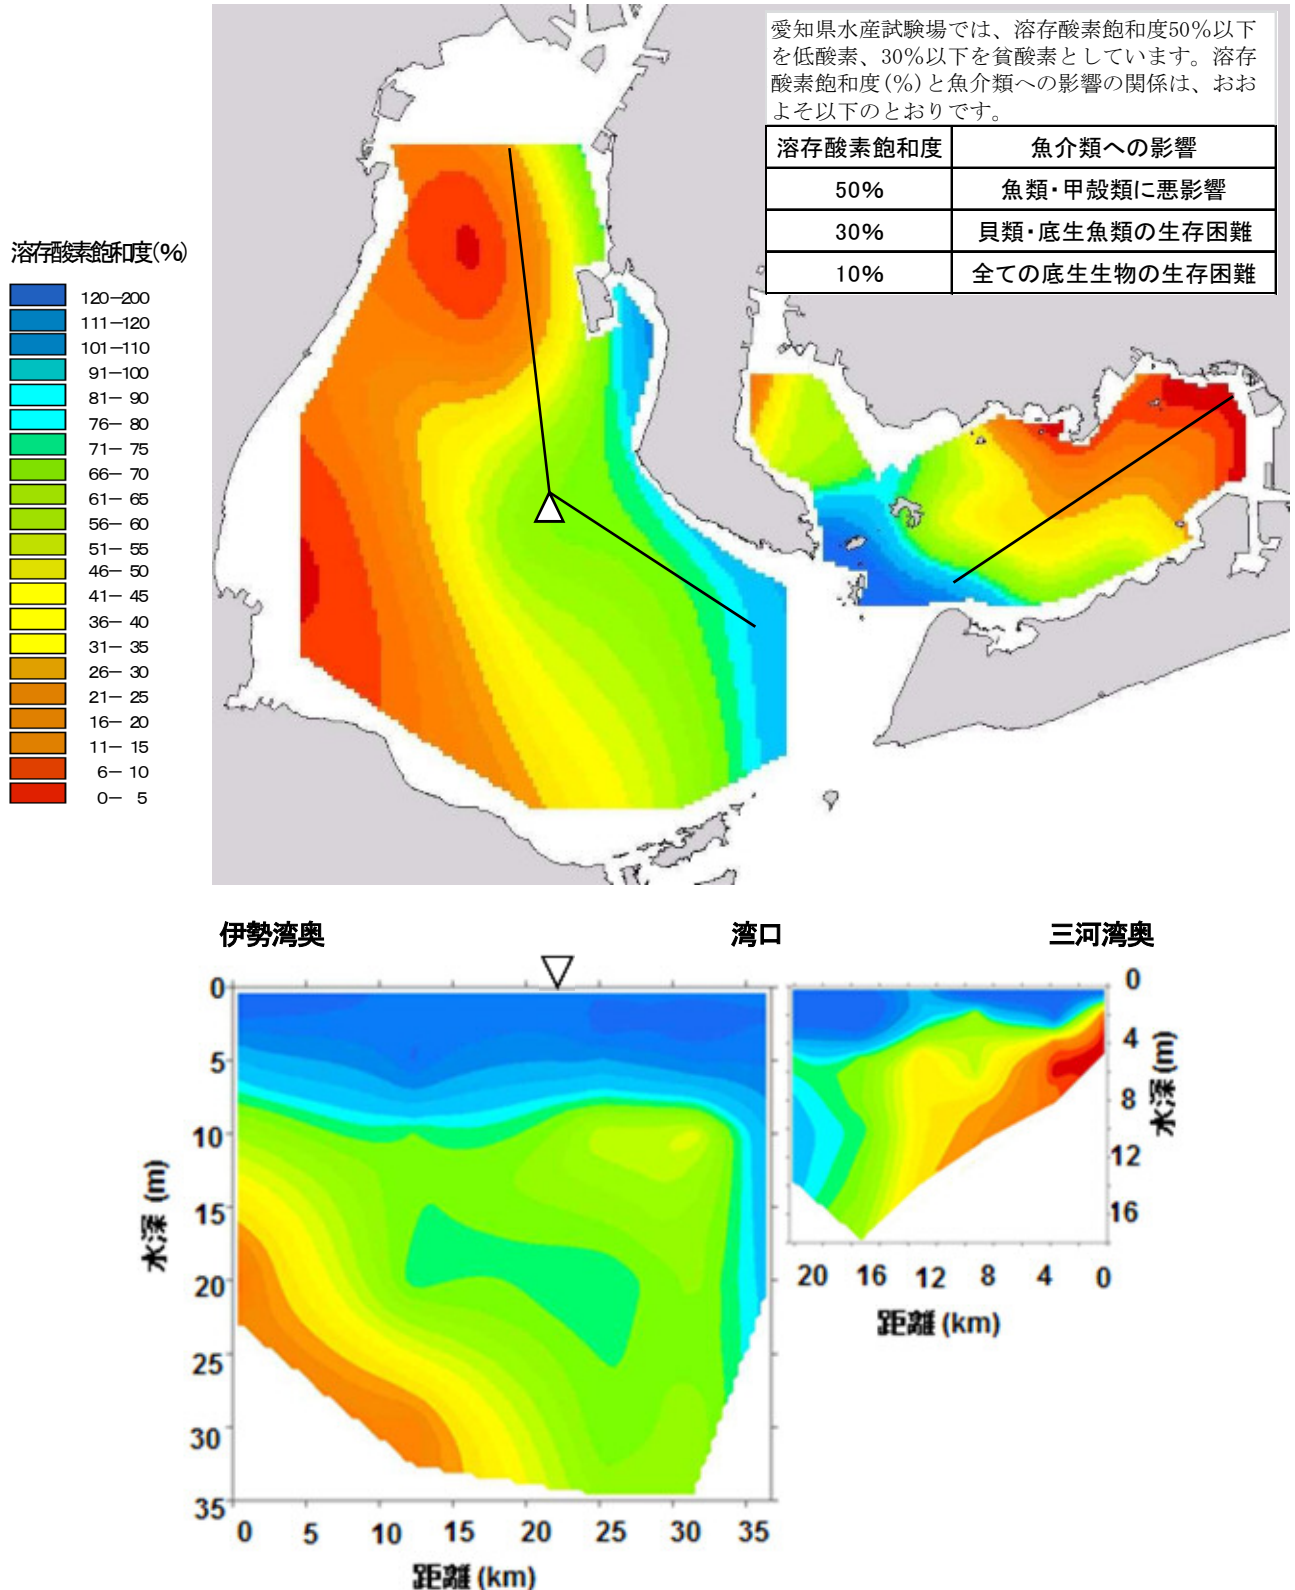 愛知県水産試験場では、溶存酸素飽和度50%以下
を低酸素、30%以下を貧酸素としています。溶存
酸素飽和度(%)と魚介類への影響の関係は、おお
よそ以下のとおりです。
溶存酸素飽和度 魚介類への影響
50% 魚類・甲殻類に悪影響
30% 貝類・底生魚類の生存困難
10% 全ての底生生物の生存困難
溶存酸素飽和度(%)
120-200
111-120
101-110
91-100
81- 90
76- 80
71- 75
66- 70
61- 65
56- 60
51- 55
46- 50
41- 45
36- 40
31- 35
26- 30
21- 25
16- 20
11- 15
6- 10
0- 5
伊勢湾奥 湾口 三河湾奥
0
5
10
15
20
25
30
35
水深 (m)
0 5 10 15 20 25 30 35
距離 (km)
0
4
8
12
16
水深 (m)
20 16 12 8 4 0
距離 (km)